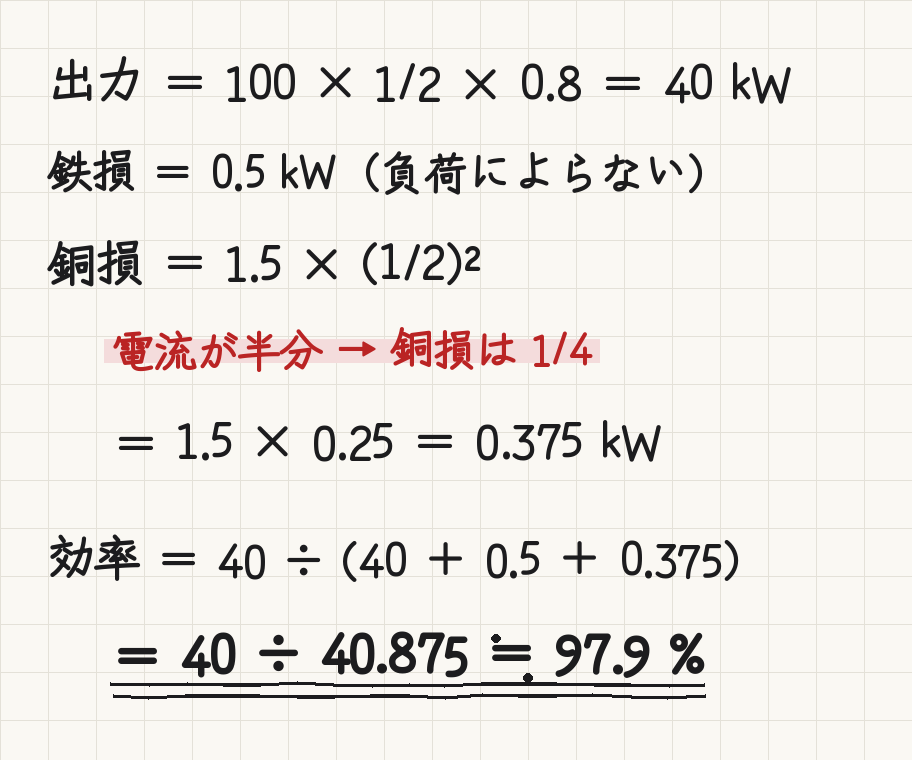 出力 = 100 × 1/2 × 0.8 = 40 kW
鉄損 = 0.5 kW (負荷によらない)
銅損 = 1.5 × (1/2)²
電流が半分 → 銅損は 1/4
= 1.5 × 0.25 = 0.375 kW
効率 = 40 ÷ (40 + 0.5 + 0.375)
= 40 ÷ 40.875 ≒ 97.9 %